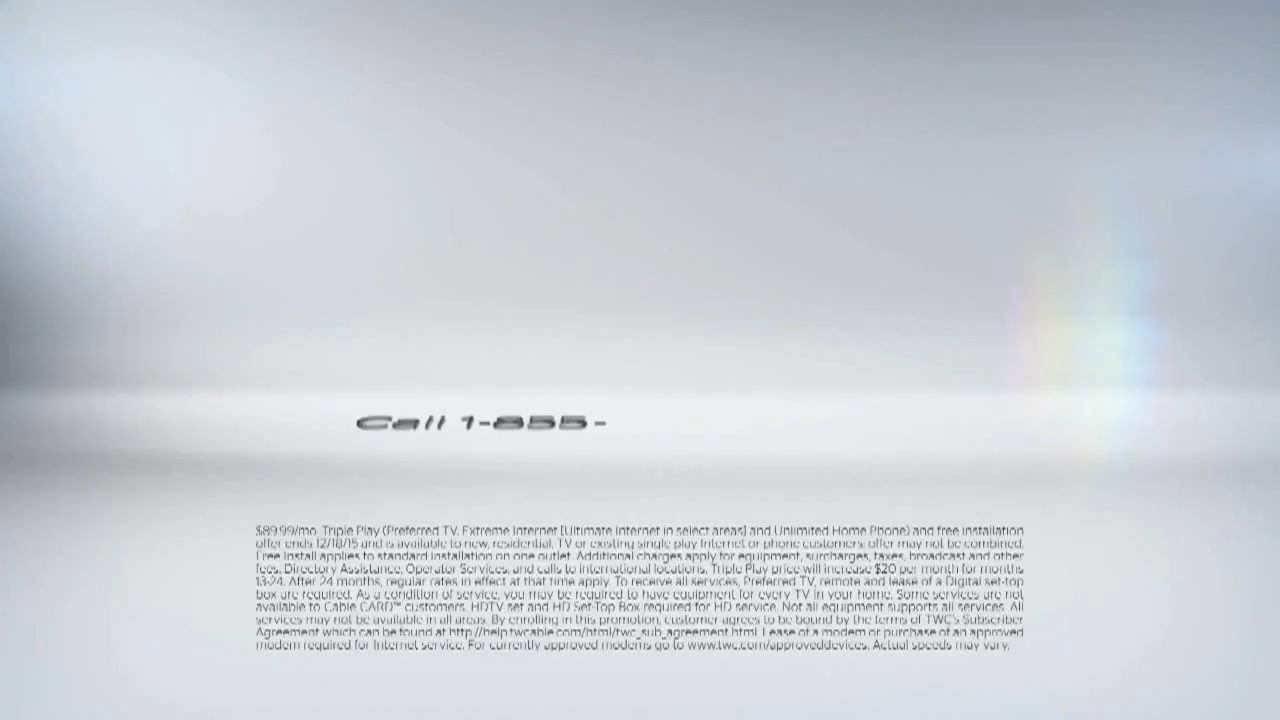 Call 1-855-
$89.99/mo. Triple Play (Preferred TV, Extreme Internet [Ultimate Internet in select areas] and Unlimited Home Phone) and free installation
offer ends 12/18/15 and is available to new, residential, TV or existing single play Internet or phone customers; offer may not be combined.
Free Install applies to standard installation on one outlet. Additional charges apply for equipment, surcharges, taxes, broadcast and other
fees, Directory Assistance, Operator Services, and calls to international locations. Triple Play price will increase $20 per month for months
13-24. After 24 months, regular rates in effect at that time apply. To receive all services, Preferred TV, remote and lease of a Digital set-top
box are required. As a condition of service, you may be required to have equipment for every TV in your home. Some services are not
available to Cable CARD™ customers. HDTV set and HD Set-Top Box required for HD service. Not all equipment supports all services. All
services may not be available in all areas. By enrolling in this promotion, customer agrees to be bound by the terms of TWC's Subscriber
Agreement which can be found at http://help.twcable.com/html/twc_sub_agreement.html. Lease of a modem or purchase of an approved
modem required for Internet service. For currently approved modems go to www.twc.com/approveddevices. Actual speeds may vary.